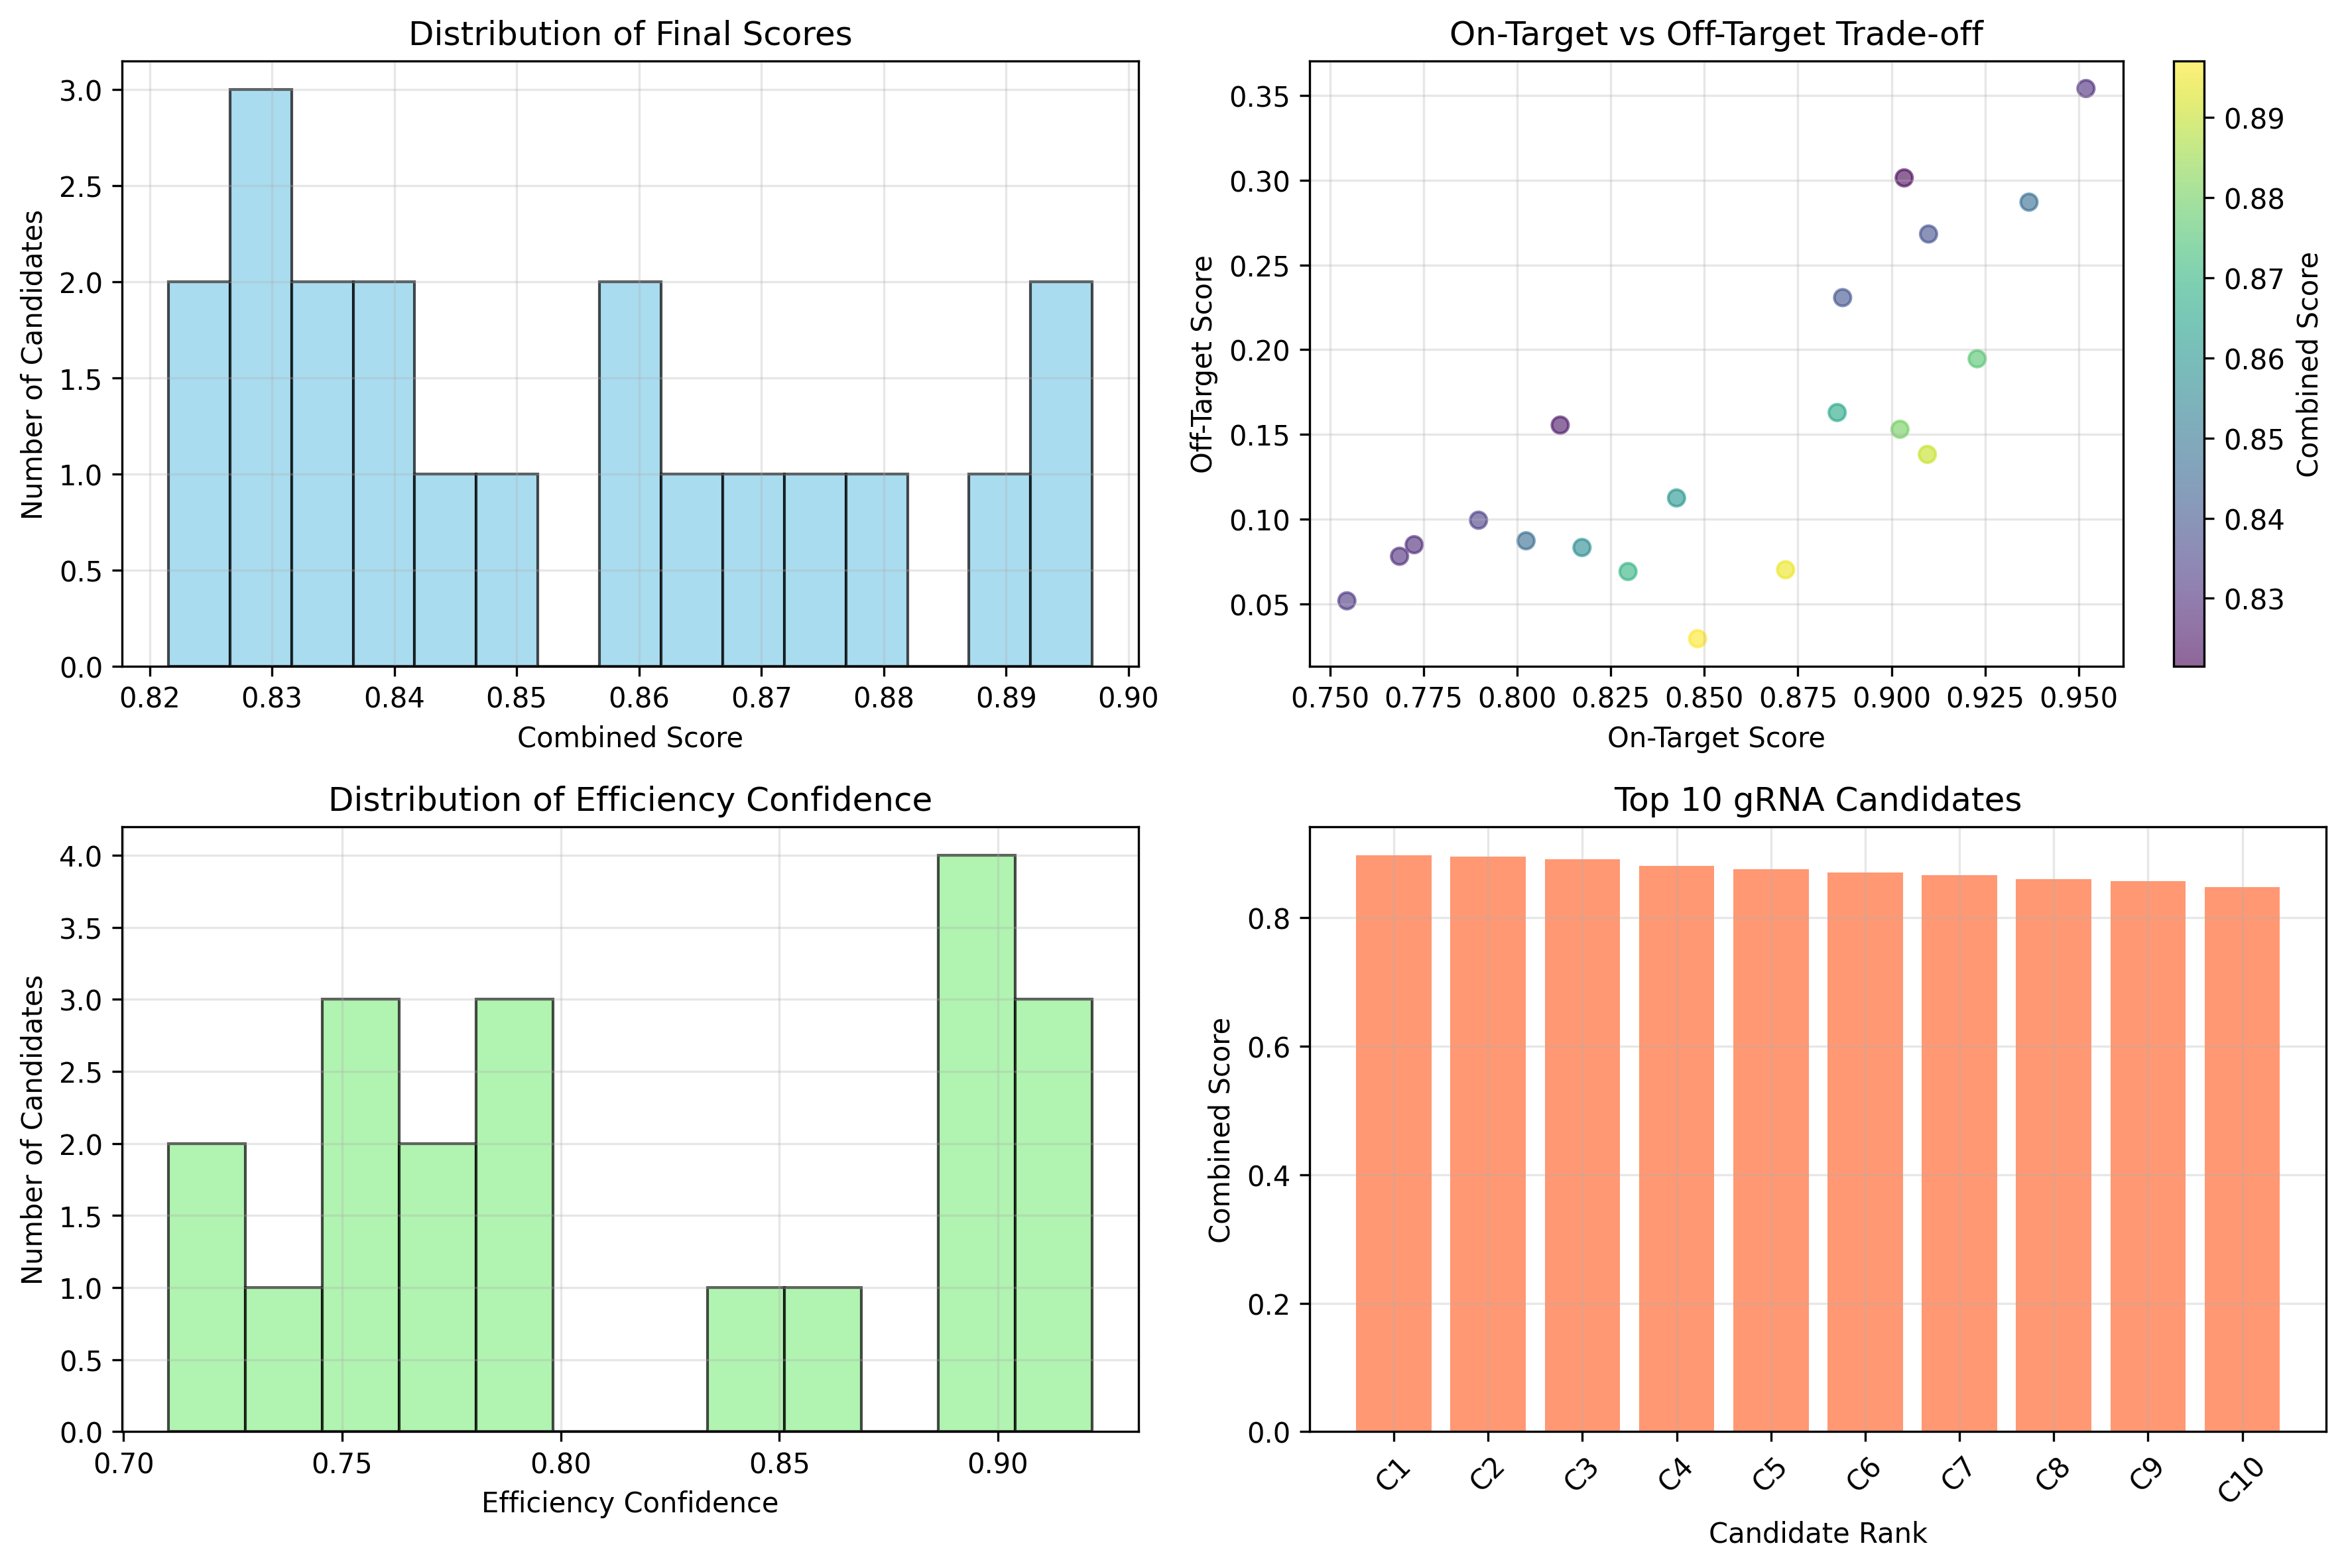 Distribution of Final Scores
Number of Candidates
3.0
2.5
2.0
1.5
1.0
0.5
0.0
0.82 0.83 0.84 0.85 0.86 0.87 0.88 0.89 0.90
Combined Score
On-Target vs Off-Target Trade-off
Off-Target Score
0.35
0.30
0.25
0.20
0.15
0.10
0.05
0.750 0.775 0.800 0.825 0.850 0.875 0.900 0.925 0.950
On-Target Score
0.89
0.88
0.87
0.86
0.85
0.84
0.83
Combined Score
Distribution of Efficiency Confidence
Number of Candidates
4.0
3.5
3.0
2.5
2.0
1.5
1.0
0.5
0.0
0.70 0.75 0.80 0.85 0.90
Efficiency Confidence
Top 10 gRNA Candidates
Combined Score
0.8
0.6
0.4
0.2
0.0
C1 C2 C3 C4 C5 C6 C7 C8 C9 C10
Candidate Rank